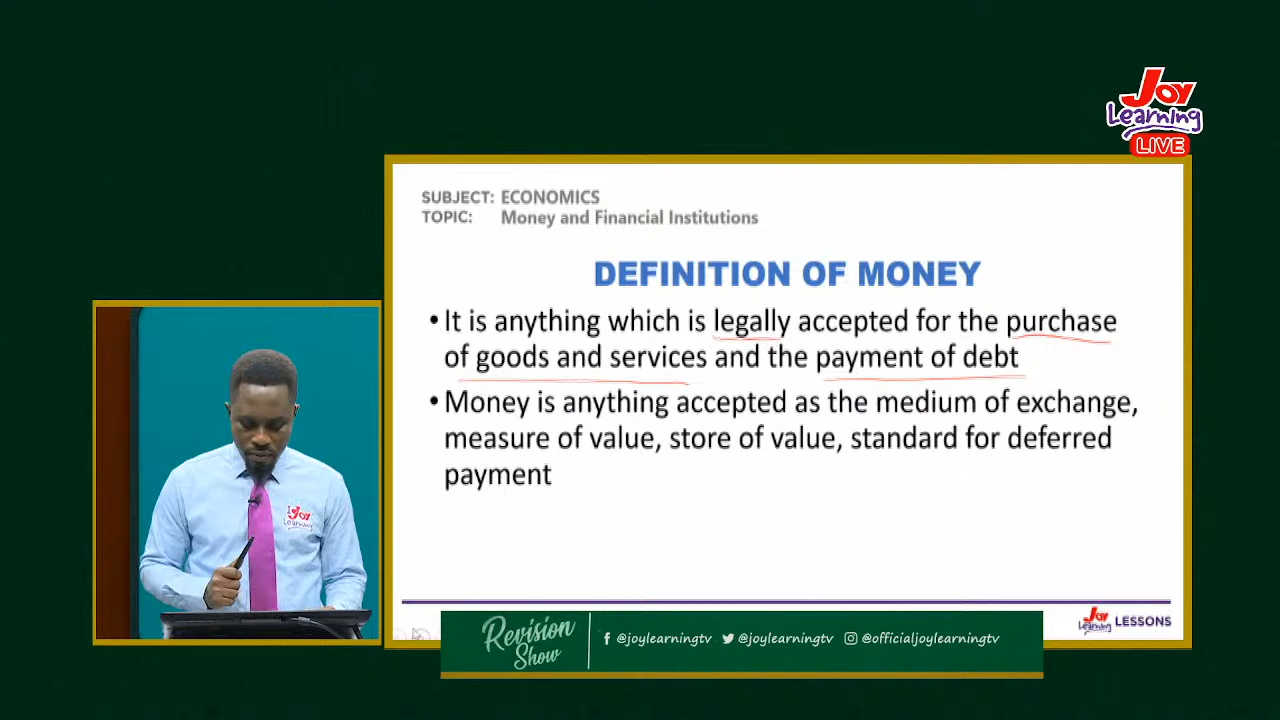 Joy
Learning
LIVE
SUBJECT: ECONOMICS
TOPIC: Money and Financial Institutions
DEFINITION OF MONEY
• It is anything which is legally accepted for the purchase
of goods and services and the payment of debt
• Money is anything accepted as the medium of exchange,
measure of value, store of value, standard for deferred
payment
Joy
Learning
Joy
Learning LESSONS
Revision
Show
@joylearningtv @joylearningtv @officialjoylearningtv